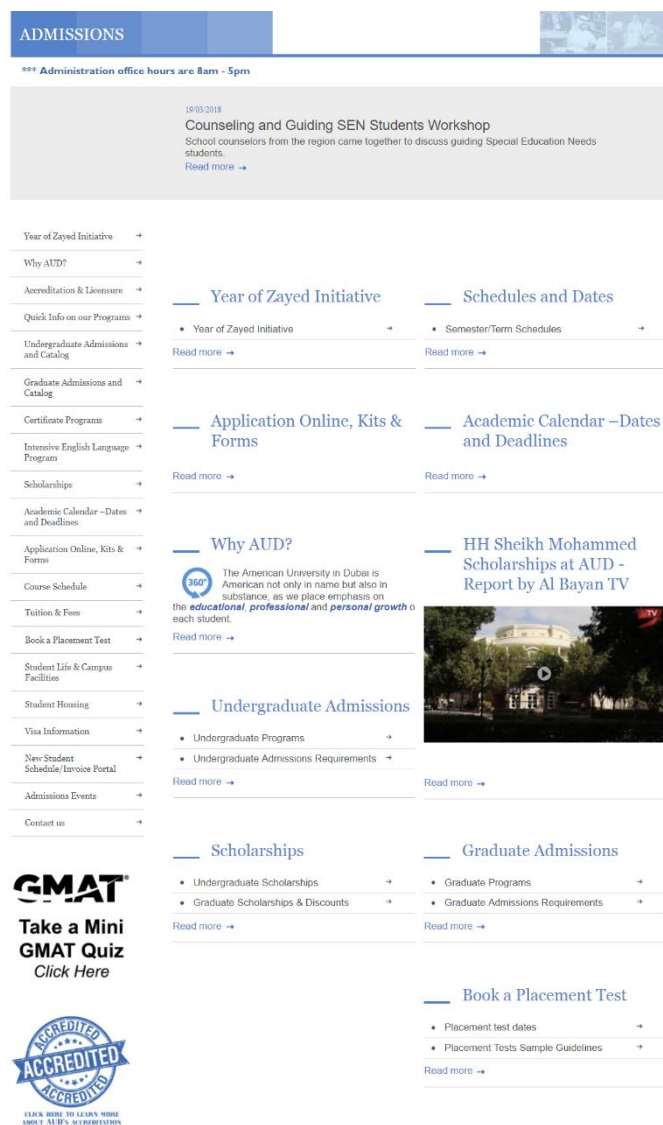 ADMISSIONS
*** Administration office hours are 8am - 5pm
19/03/2018
Counseling and Guiding SEN Students Workshop
School counselors from the region came together to discuss guiding Special Education Needs
students.
Read more →
Year of Zayed Initiative →
Why AUD? →
Accreditation & Licensure →
Quick Info on our Programs →
Undergraduate Admissions →
and Catalog
Graduate Admissions and →
Catalog
Certificate Programs →
Intensive English Language →
Program
Scholarships →
Academic Calendar –Dates →
and Deadlines
Application Online, Kits & →
Forms
Course Schedule →
Tuition & Fees →
Book a Placement Test →
Student Life & Campus →
Facilities
Student Housing →
Visa Information →
New Student →
Schedule/Invoice Portal
Admissions Events →
Contact us →
GMAT®
Take a Mini
GMAT Quiz
Click Here
ACCREDITED
ACCREDITED
ACCREDITED
CLICK HERE TO LEARN MORE
ABOUT AUD'S ACCREDITATION
Year of Zayed Initiative
• Year of Zayed Initiative →
Read more →
Application Online, Kits &
Forms
Read more →
Why AUD?
360°
The American University in Dubai is
American not only in name but also in
substance, as we place emphasis on
the educational, professional and personal growth o
each student.
Read more →
Undergraduate Admissions
• Undergraduate Programs →
• Undergraduate Admissions Requirements →
Read more →
Scholarships
• Undergraduate Scholarships →
• Graduate Scholarships & Discounts →
Read more →
Schedules and Dates
• Semester/Term Schedules →
Read more →
Academic Calendar –Dates
and Deadlines
Read more →
HH Sheikh Mohammed
Scholarships at AUD -
Report by Al Bayan TV
TV
Read more →
Graduate Admissions
• Graduate Programs →
• Graduate Admissions Requirements →
Read more →
Book a Placement Test
• Placement test dates →
• Placement Tests Sample Guidelines →
Read more →